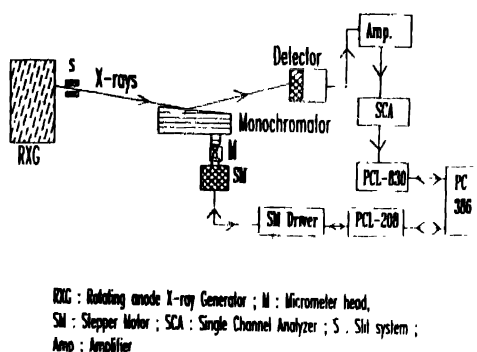 Amp.
Detector
S
X-rays
SCA
Monochromator
RXG
M
SM
PCL-830
PC
386
SM Driver
PCL-208
RXG : Rotating anode X-ray Generator ; M : Micrometer head,
SM : Stepper Motor ; SCA : Single Channel Analyzer ; S . Slit system ;
Amp : Amplifier